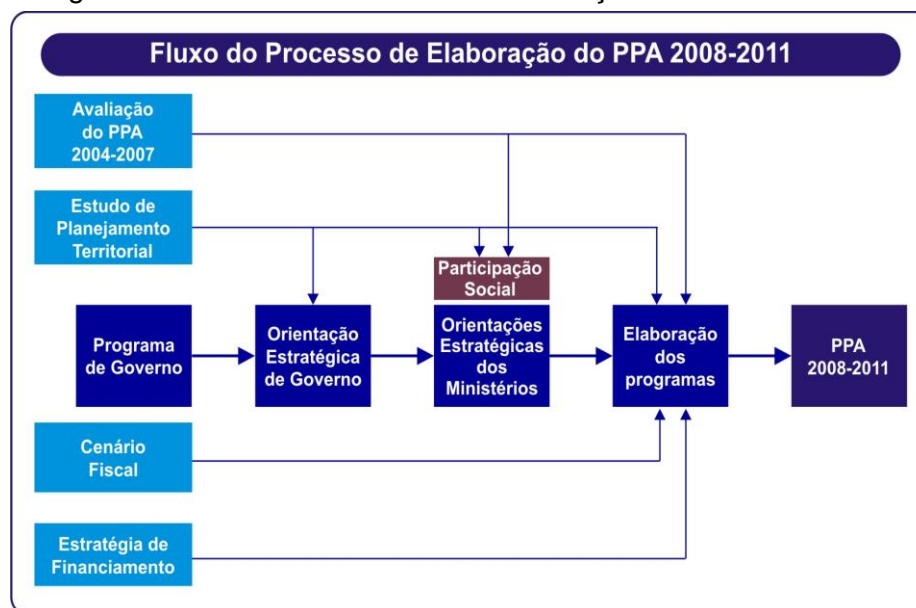 Fluxo do Processo de Elaboração do PPA 2008-2011
Avaliação
do PPA
2004-2007
Estudo de
Planejamento
Territorial
Participação
Social
Programa
de Governo
Orientação
Estratégica
de Governo
Orientações
Estratégicas
dos
Ministérios
Elaboração
dos
programas
PPA
2008-2011
Cenário
Fiscal
Estratégia de
Financiamento